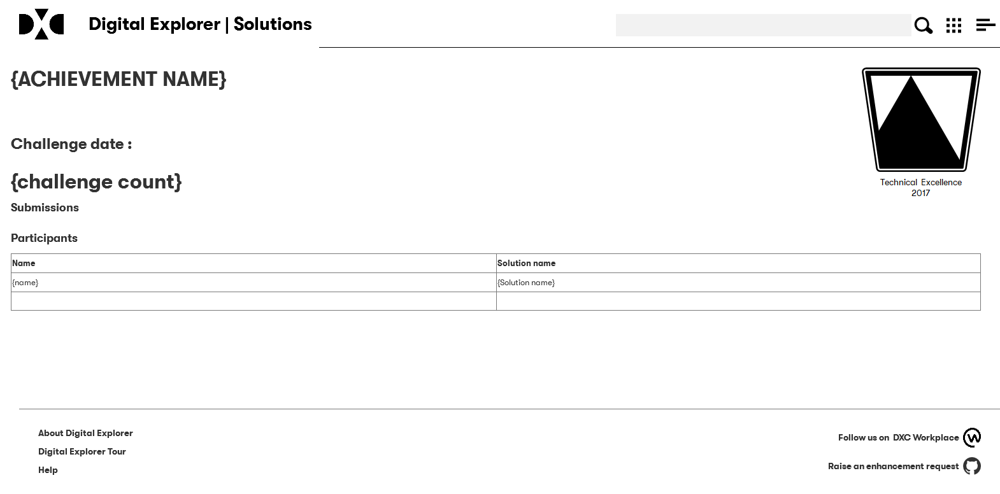 DXC
Digital Explorer | Solutions
{ACHIEVEMENT NAME}
Challenge date :
{challenge count}
Submissions
Technical Excellence
2017
Participants
Name Solution name
{name} {Solution name}
About Digital Explorer
Digital Explorer Tour
Help
Follow us on DXC Workplace
Raise an enhancement request